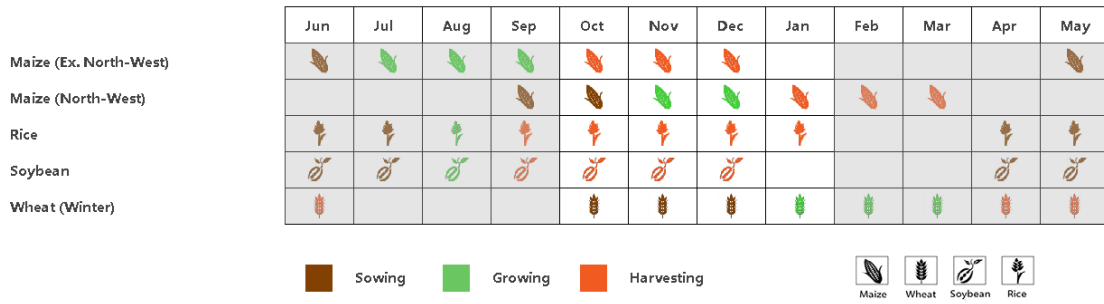 Jun Jul Aug Sep Oct Nov Dec Jan Feb Mar Apr May
Maize (Ex. North-West)
Maize (North-West)
Rice
Soybean
Wheat (Winter)
Sowing Growing Harvesting
Maize Wheat Soybean Rice